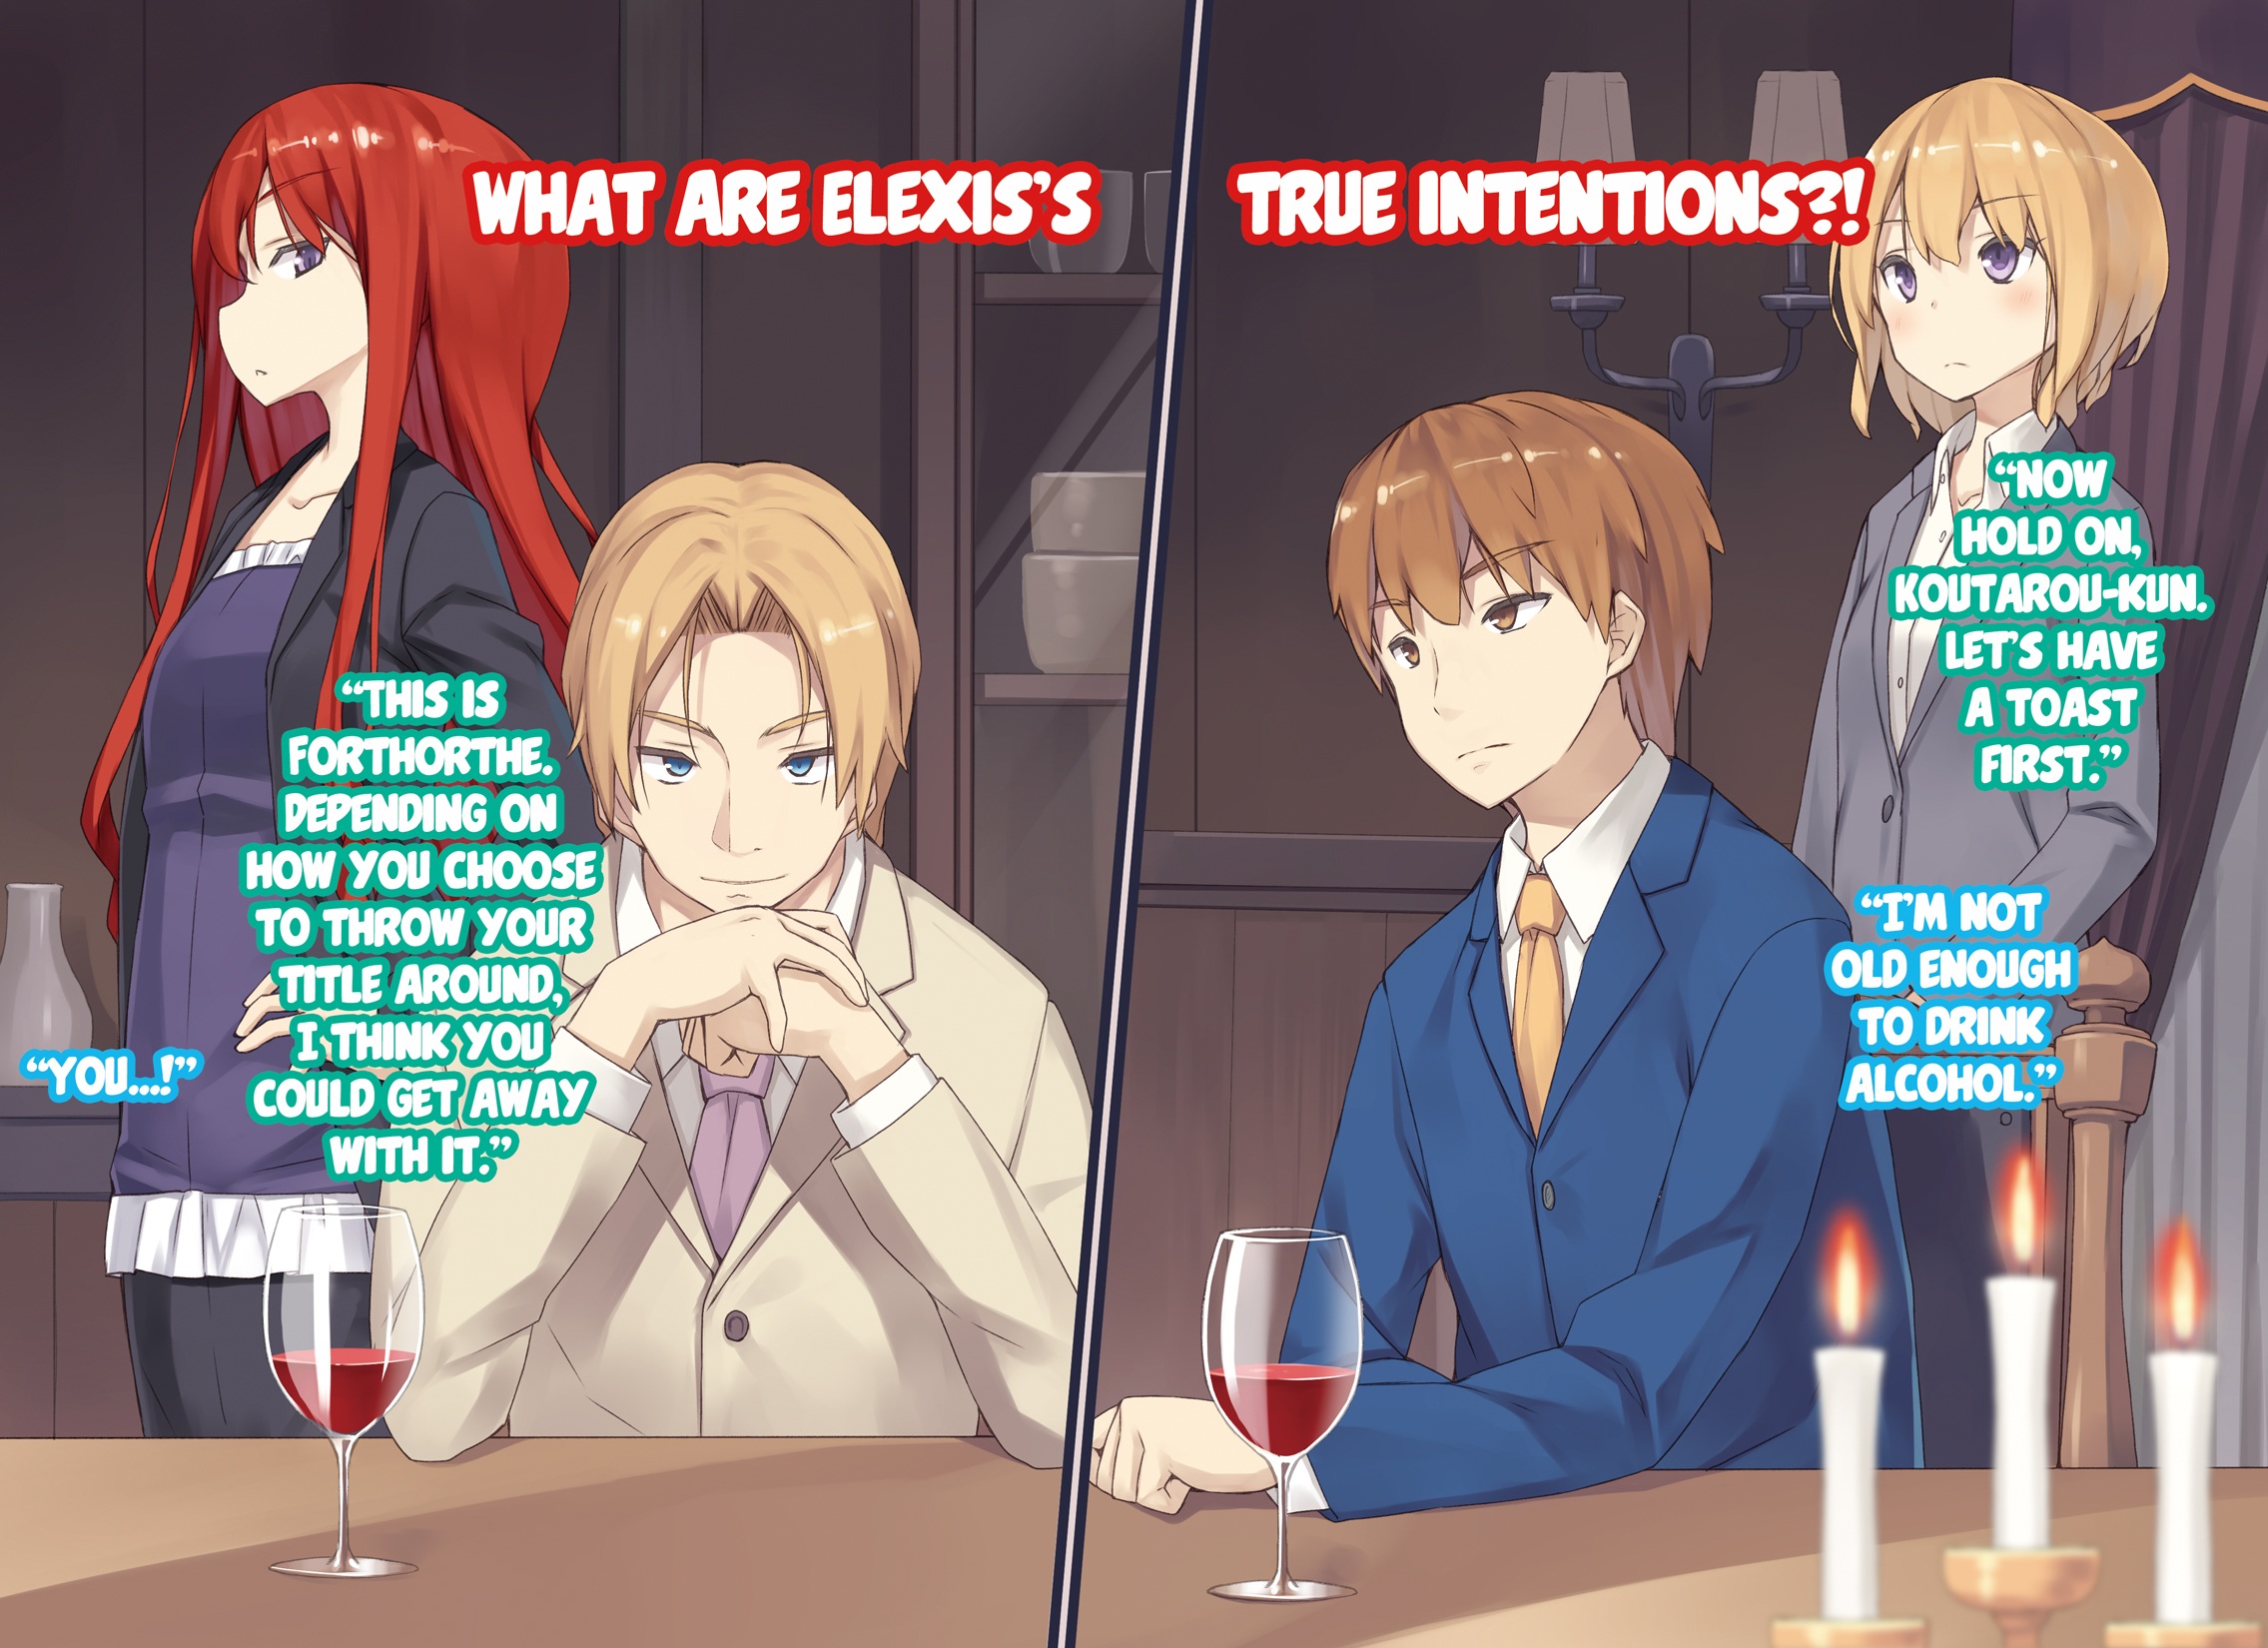 WHAT ARE ELEXIS'S TRUE INTENTIONS?!
"NOW
HOLD ON,
KOUTAROU-KUN.
LET'S HAVE
A TOAST
FIRST."
"I'M NOT
OLD ENOUGH
TO DRINK
ALCOHOL."
"THIS IS
FORTHORTHE.
DEPENDING ON
HOW YOU CHOOSE
TO THROW YOUR
TITLE AROUND,
I THINK YOU
COULD GET AWAY
WITH IT."
"YOU...!"